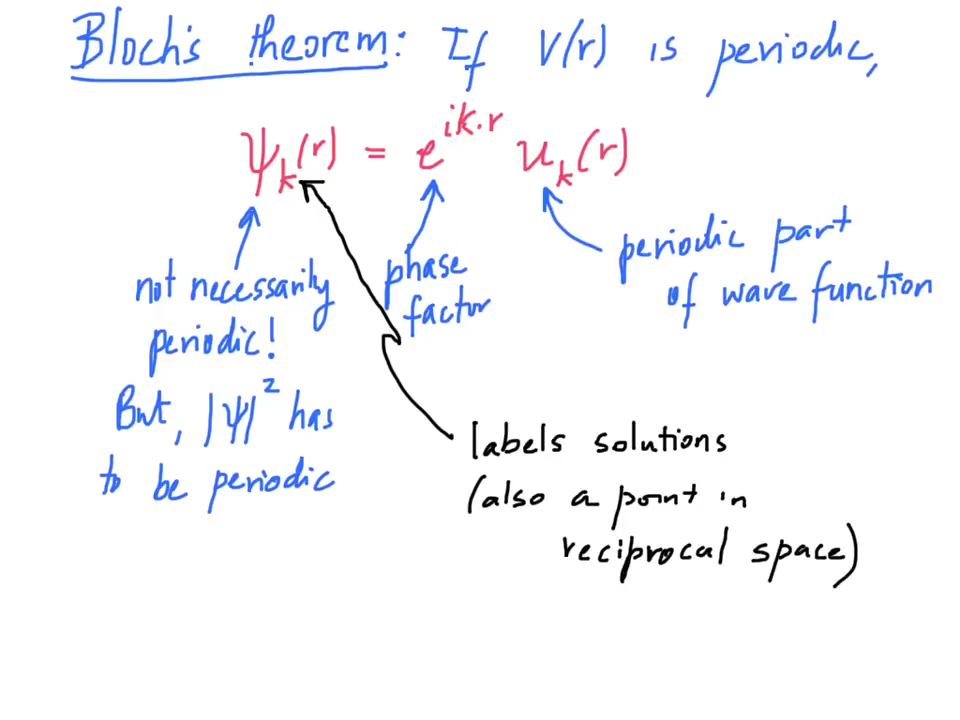 Bloch's theorem: If V(r) is periodic,
ψₖ(r) = e^{ik·r} uₖ(r)
not necessarily
periodic!
But, |ψ|² has
to be periodic
phase
factor
periodic part
of wave function
labels solutions
(also a point in
reciprocal space)